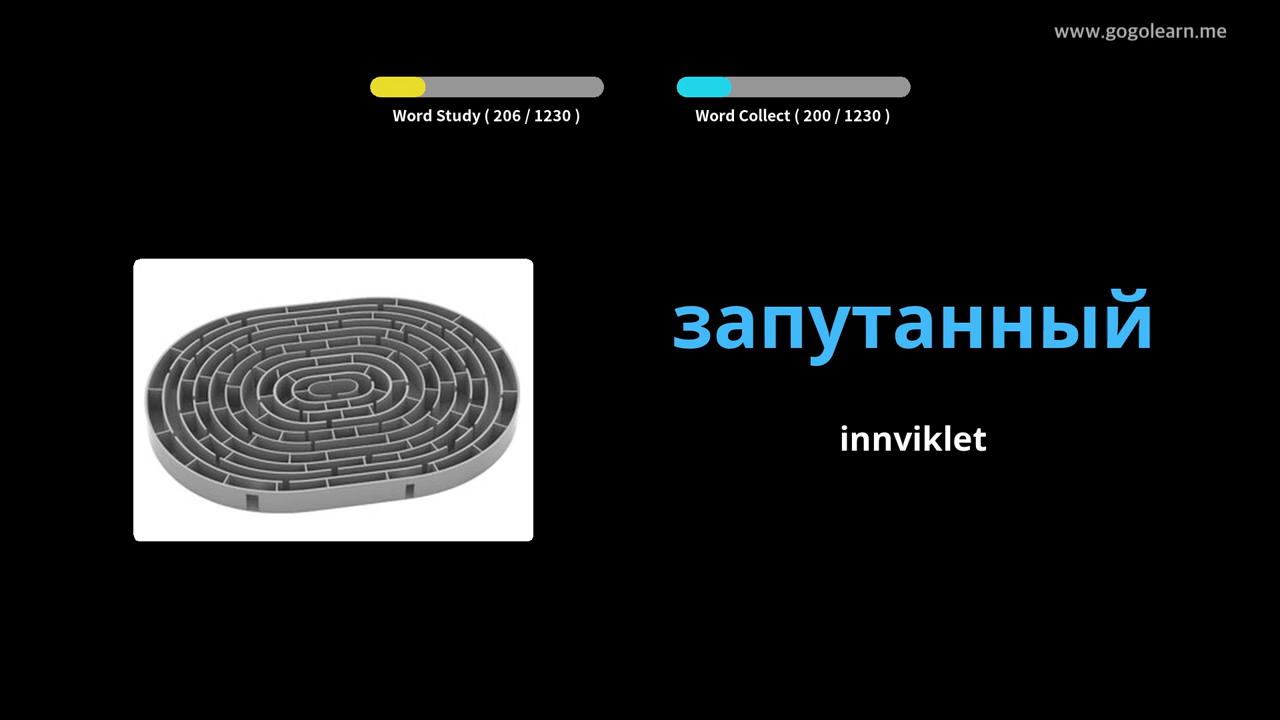 www.gogolearn.me
Word Study ( 206 / 1230 )
Word Collect ( 200 / 1230 )
запутанный
innviklet